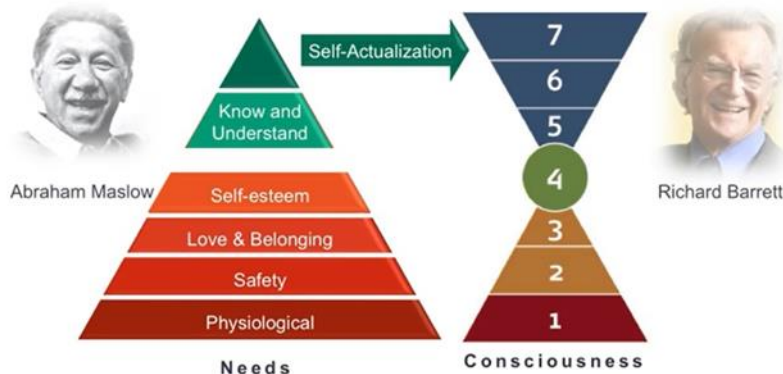 Self-Actualization
Know and
Understand
Self-esteem
Love & Belonging
Safety
Physiological
Needs
Abraham Maslow
7
6
5
4
3
2
1
Consciousness
Richard Barrett